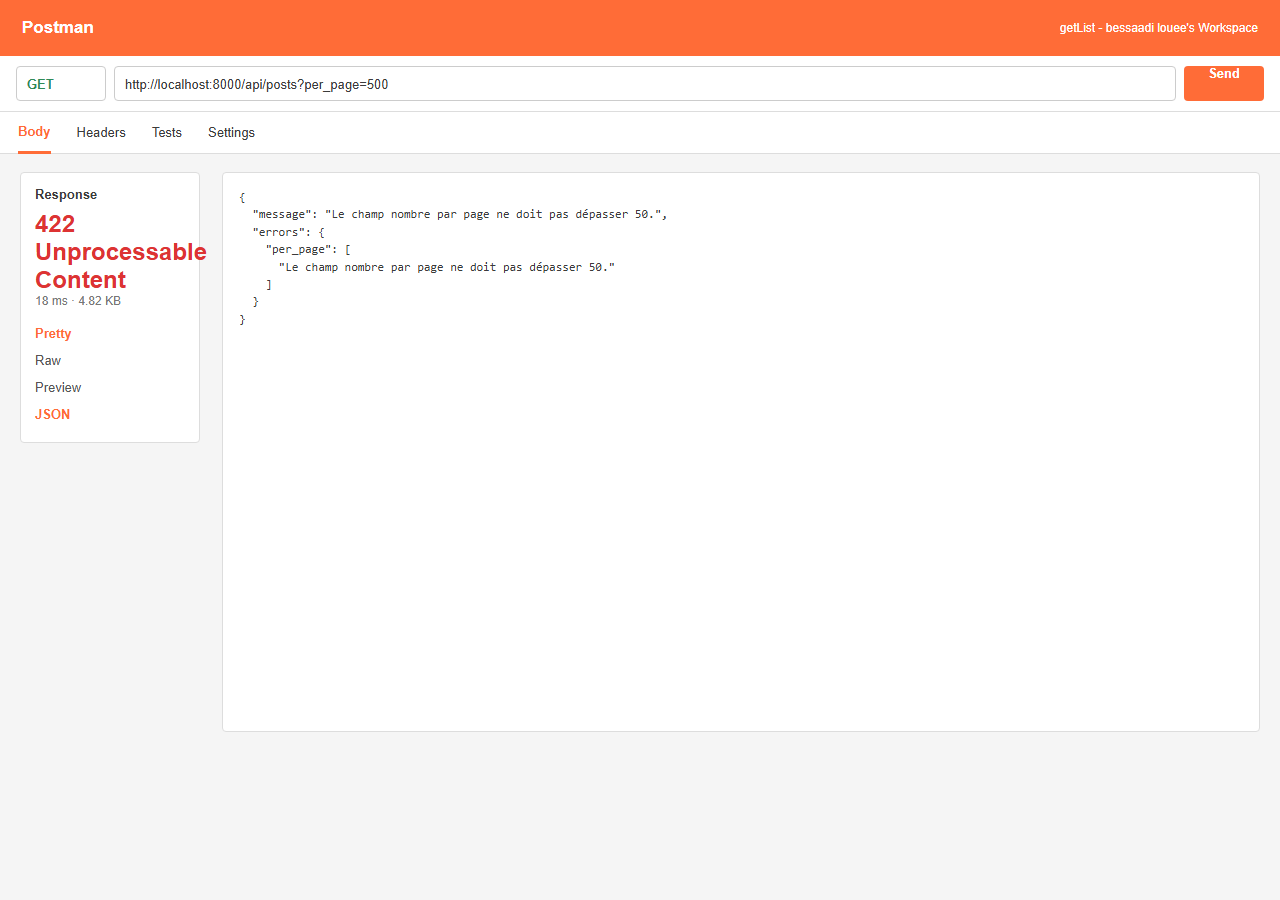 Postman
getList - bessaadi louee's Workspace
GET
http://localhost:8000/api/posts?per_page=500
Send
Body
Headers
Tests
Settings
Response
422
Unprocessable
Content
18 ms · 4.82 KB
Pretty
Raw
Preview
JSON
{
  "message": "Le champ nombre par page ne doit pas dépasser 50.",
  "errors": {
    "per_page": [
      "Le champ nombre par page ne doit pas dépasser 50."
    ]
  }
}